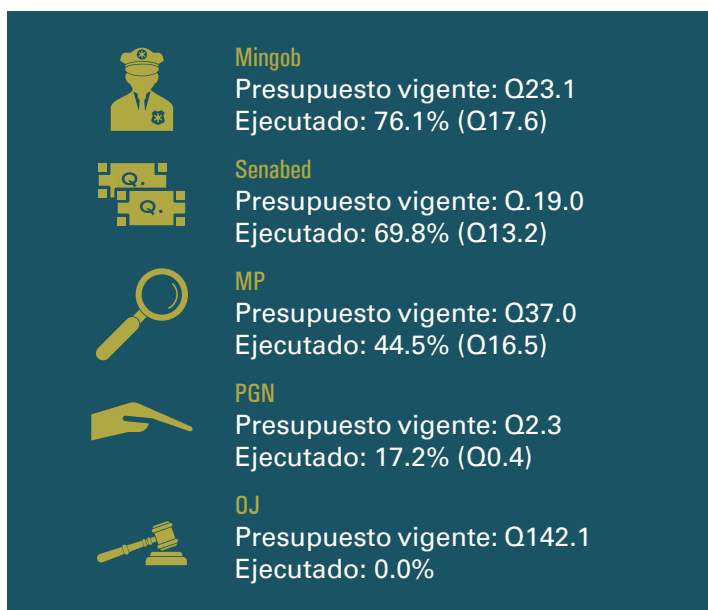 Mingob
Presupuesto vigente: Q23.1
Ejecutado: 76.1% (Q17.6)
Q.
Q.
Senabed
Presupuesto vigente: Q.19.0
Ejecutado: 69.8% (Q13.2)
MP
Presupuesto vigente: Q37.0
Ejecutado: 44.5% (Q16.5)
PGN
Presupuesto vigente: Q2.3
Ejecutado: 17.2% (Q0.4)
OJ
Presupuesto vigente: Q142.1
Ejecutado: 0.0%